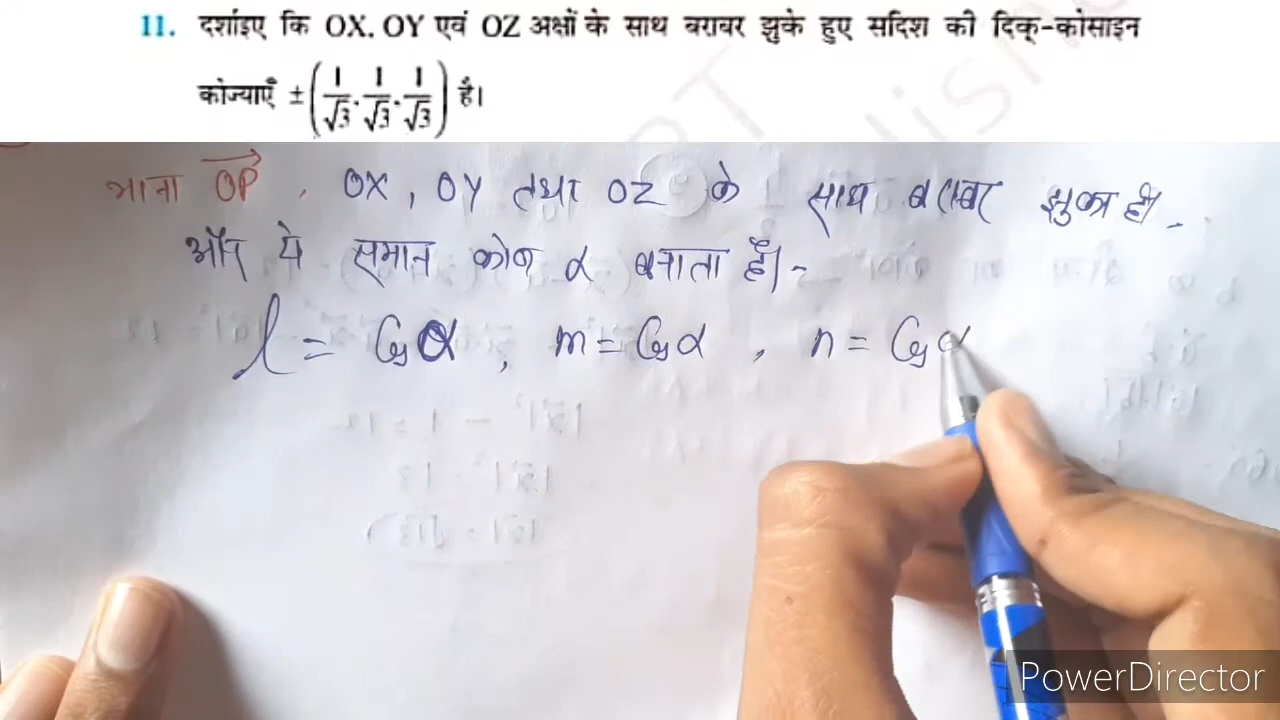 11. दर्शाइए कि OX, OY एवं OZ अक्षों के साथ बराबर झुके हुए सदिश की दिक्-कोसाइन
कोज्याएँ ±(1/√3, 1/√3, 1/√3) है।
माना OP→, OX, OY तथा OZ के साथ बराबर झुका है।
और ये समान कोण α बनाता है।-
l = Cos α, m = Cos α, n = Cos α
PowerDirector